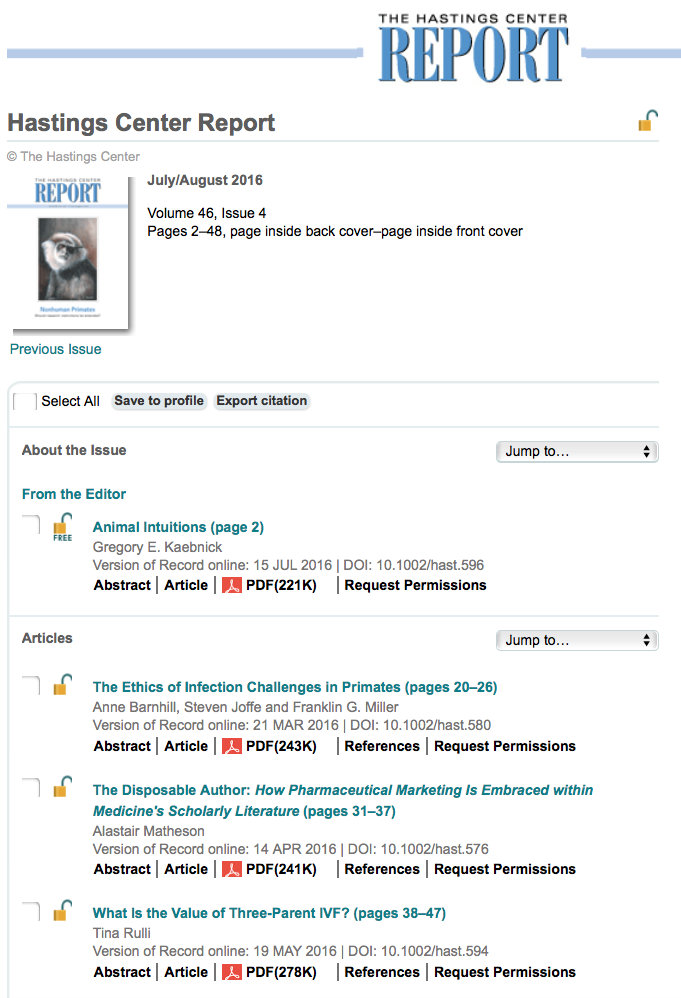 THE HASTINGS CENTER
REPORT
Hastings Center Report
© The Hastings Center
THE HASTINGS CENTER
REPORT
Nonhuman Primates
July/August 2016
Volume 46, Issue 4
Pages 2–48, page inside back cover–page inside front cover
Previous Issue
Select All Save to profile Export citation
About the Issue Jump to…
From the Editor
FREE
Animal Intuitions (page 2)
Gregory E. Kaebnick
Version of Record online: 15 JUL 2016 | DOI: 10.1002/hast.596
Abstract | Article | PDF(221K) | Request Permissions
Articles Jump to…
The Ethics of Infection Challenges in Primates (pages 20–26)
Anne Barnhill, Steven Joffe and Franklin G. Miller
Version of Record online: 21 MAR 2016 | DOI: 10.1002/hast.580
Abstract | Article | PDF(243K) | References | Request Permissions
The Disposable Author: How Pharmaceutical Marketing Is Embraced within
Medicine's Scholarly Literature (pages 31–37)
Alastair Matheson
Version of Record online: 14 APR 2016 | DOI: 10.1002/hast.576
Abstract | Article | PDF(241K) | References | Request Permissions
What Is the Value of Three-Parent IVF? (pages 38–47)
Tina Rulli
Version of Record online: 19 MAY 2016 | DOI: 10.1002/hast.594
Abstract | Article | PDF(278K) | References | Request Permissions